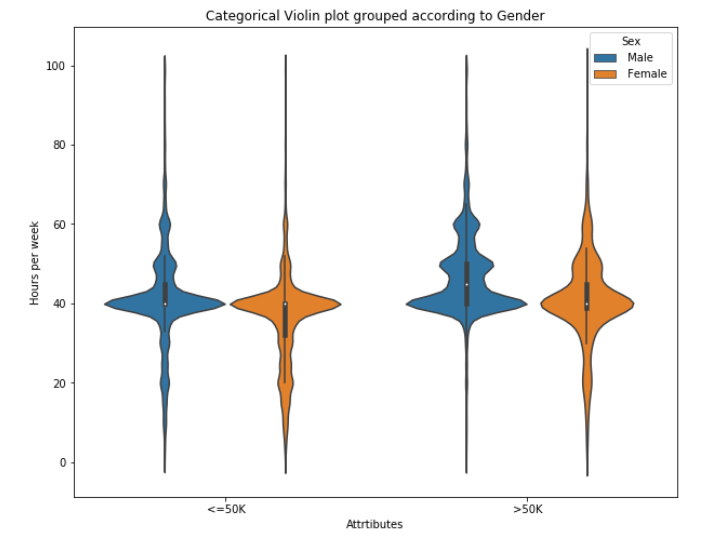 Categorical Violin plot grouped according to Gender
Sex
Male
Female
100
80
60
40
20
0
Hours per week
<=50K
>50K
Attrtibutes